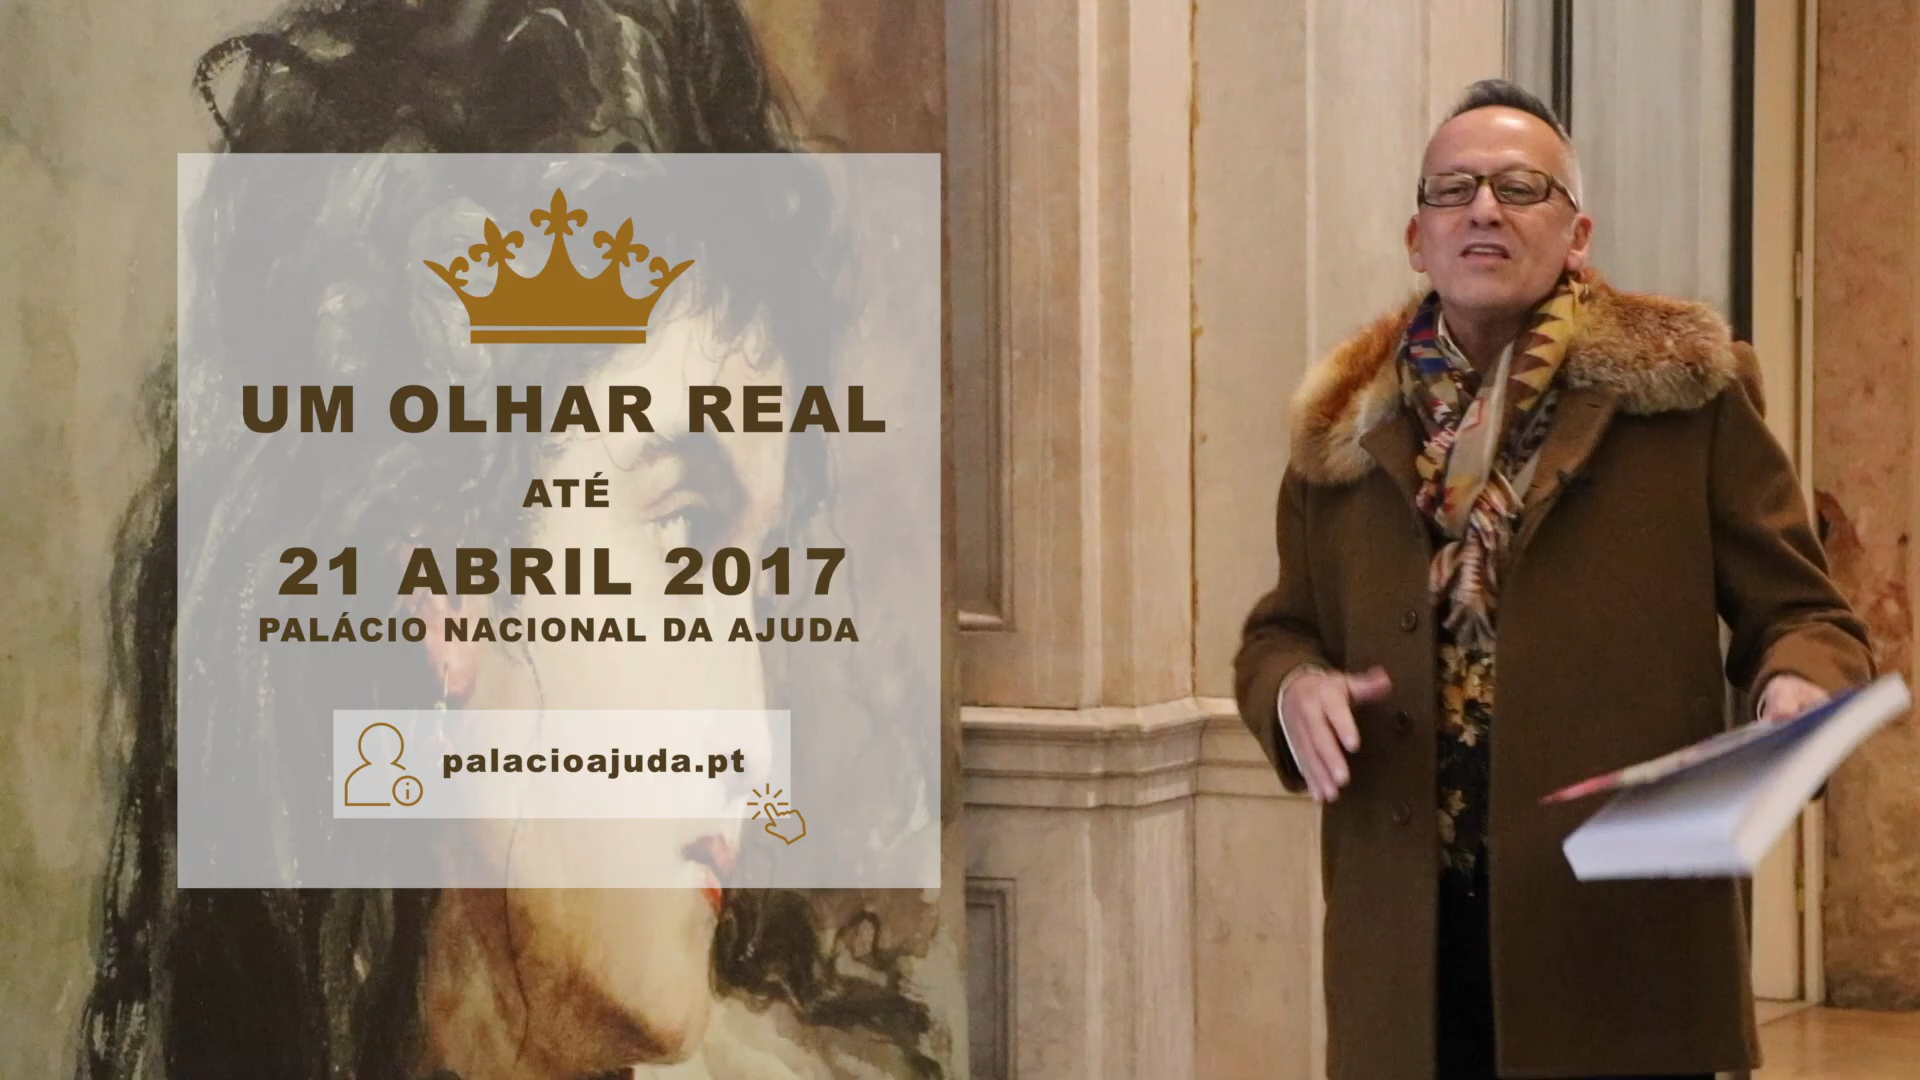 UM OLHAR REAL
ATÉ
21 ABRIL 2017
PALÁCIO NACIONAL DA AJUDA
palacioajuda.pt